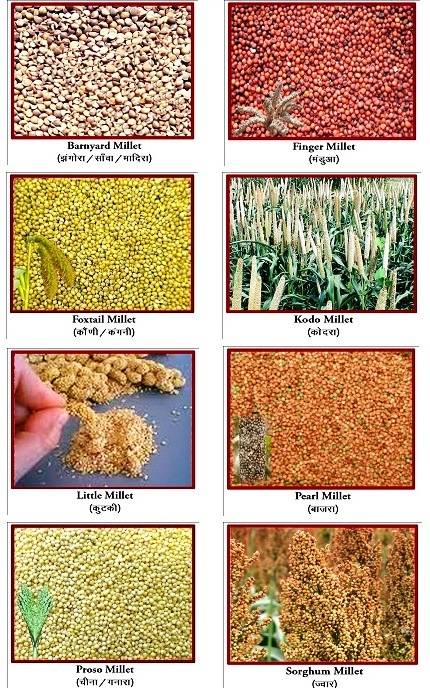 Barnyard Millet
(झंगोरा / साँवा / मादिरा)
Finger Millet
(मंडुआ)
Foxtail Millet
(कौंणी / कंगनी)
Kodo Millet
(कोदरा)
Little Millet
(कुटकी)
Pearl Millet
(बाजरा)
Proso Millet
(चीना / गनारा)
Sorghum Millet
(ज्वार)